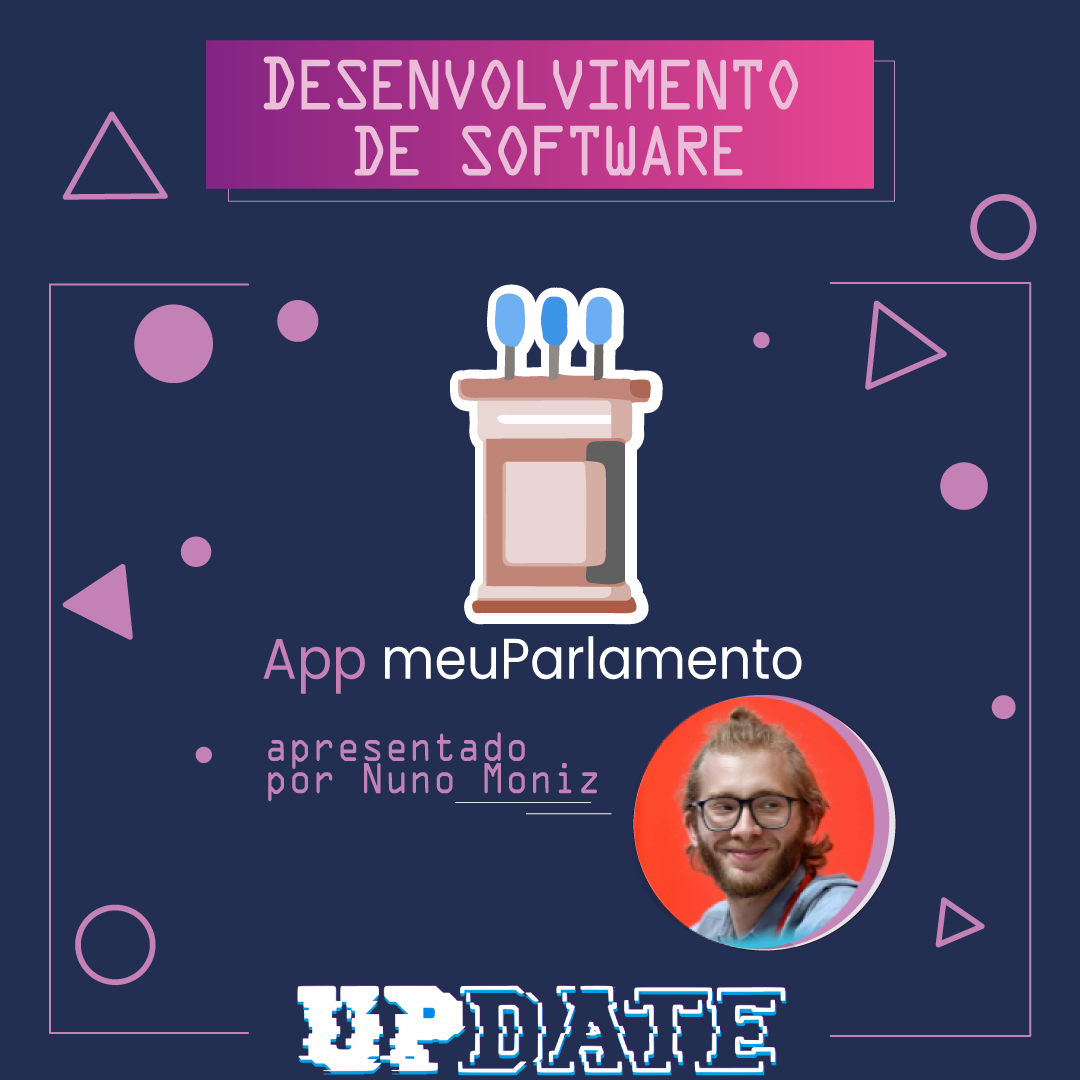 DESENVOLVIMENTO
DE SOFTWARE
App meuParlamento
apresentado
por Nuno Moniz
UPDATE